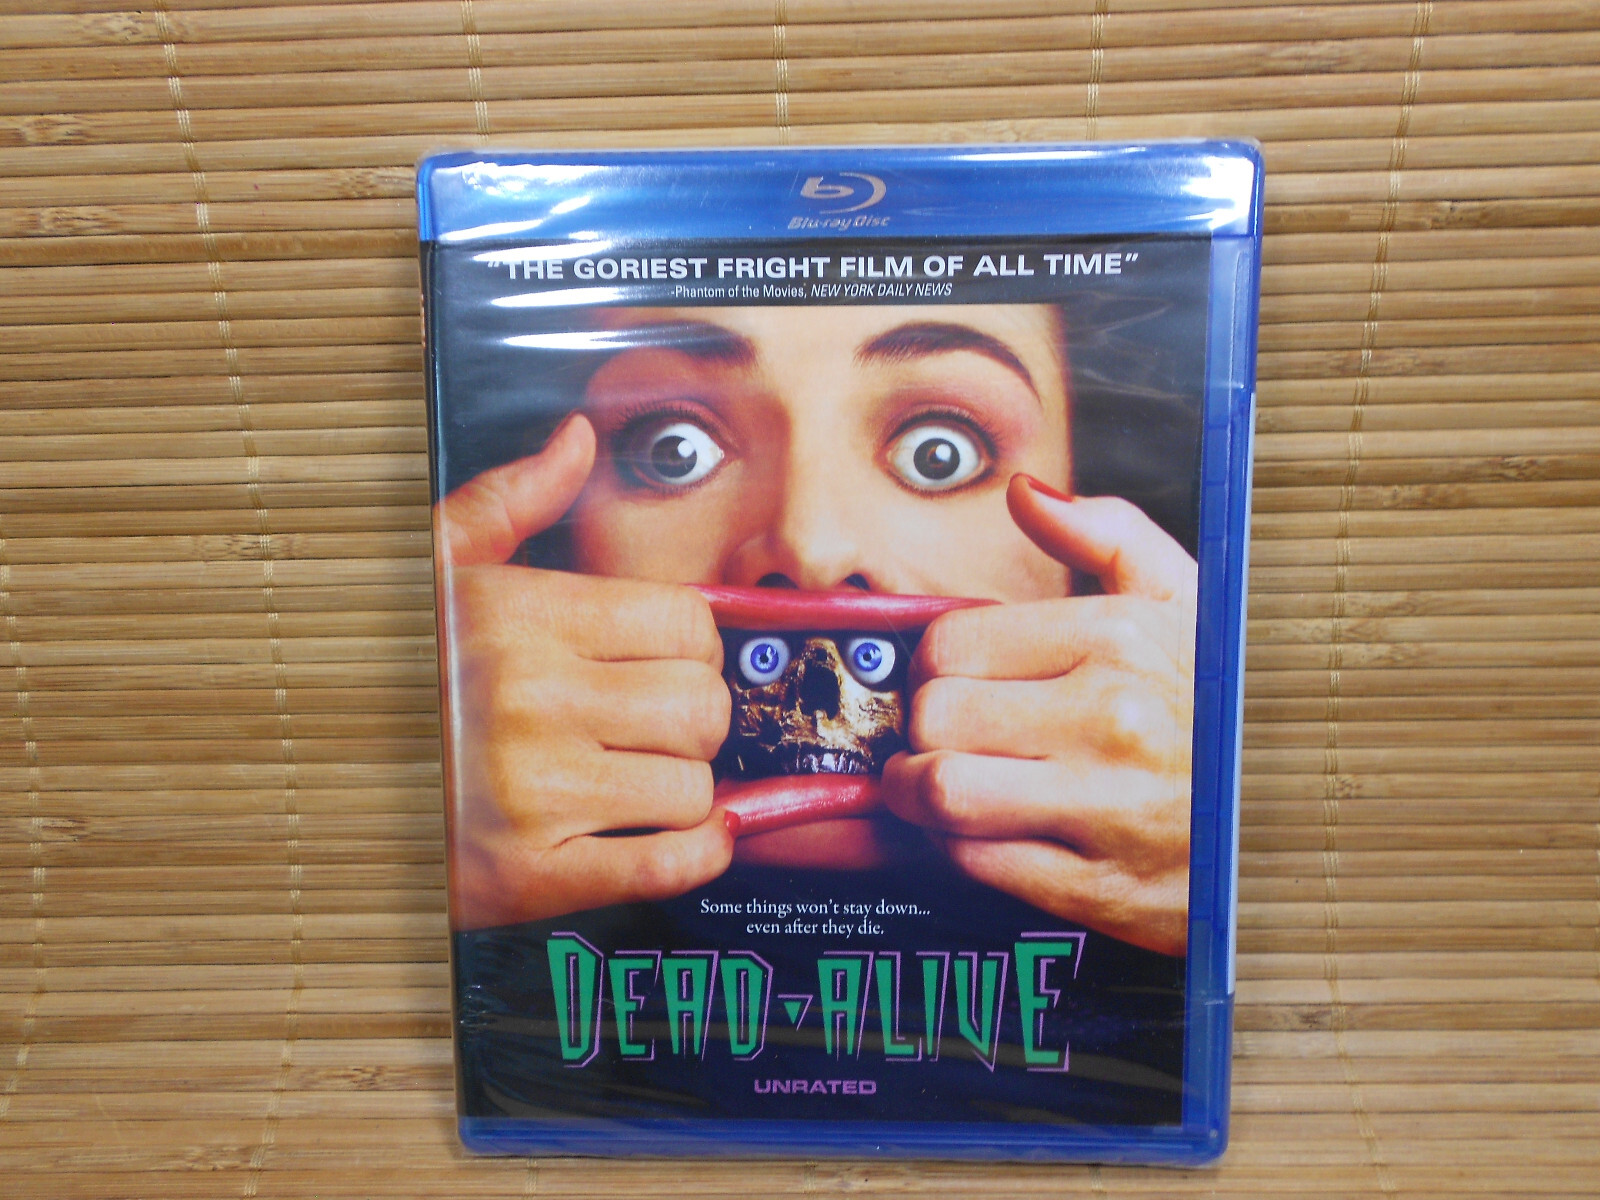 Blu-ray Disc
"THE GORIEST FRIGHT FILM OF ALL TIME"
-Phantom of the Movies, NEW YORK DAILY NEWS
Some things won't stay down...
even after they die.
DEAD-ALIVE
UNRATED